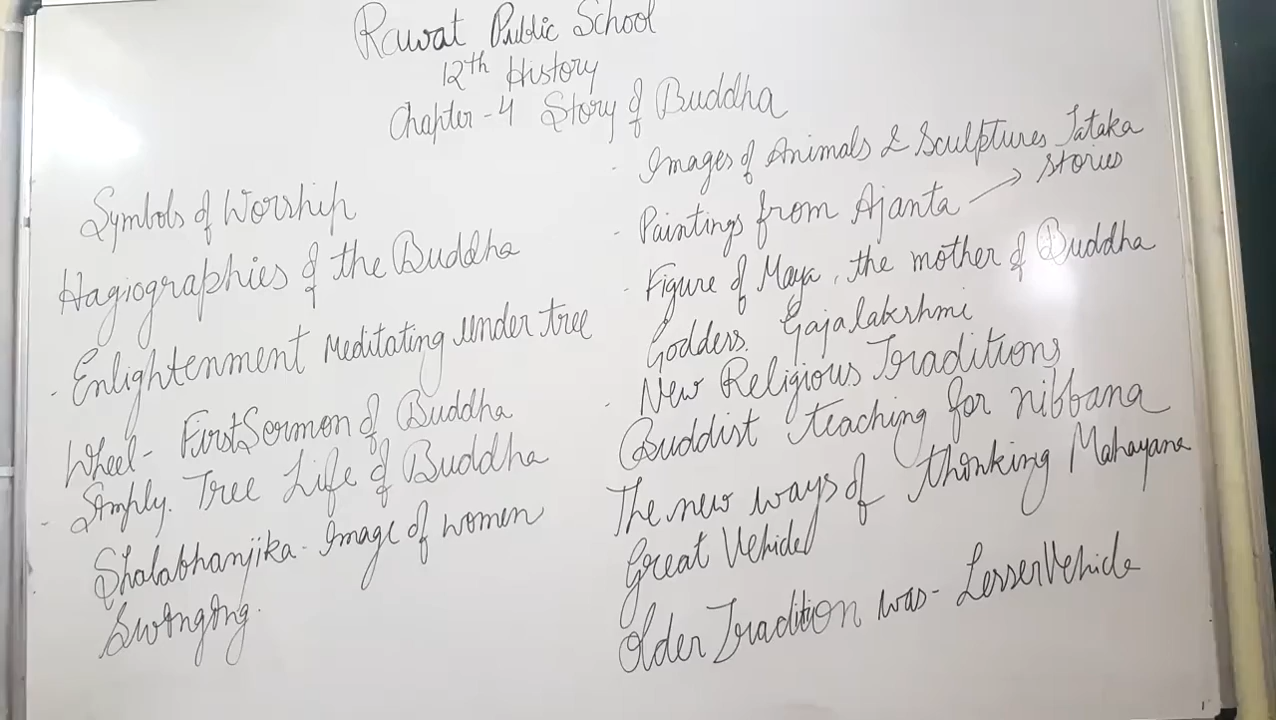 Rawat Public School
12th History
Chapter-4 Story of Buddha
Symbols of Worship
Hagiographies of the Buddha
- Enlightenment Meditating under tree
Wheel- First Sermon of Buddha
- Simply. Tree Life of Buddha
Shalabhanjika- Image of women
Swinging.
- Images of Animals & Sculptures Jataka
- Paintings from Ajanta → stories
- Figure of Maya, the mother of Buddha
Goddess. Gajalakshmi
- New Religious Traditions
Buddist teaching for nibbana
The new ways of thinking Mahayana
Great Vehicle
Older Tradition was- Lesser Vehicle